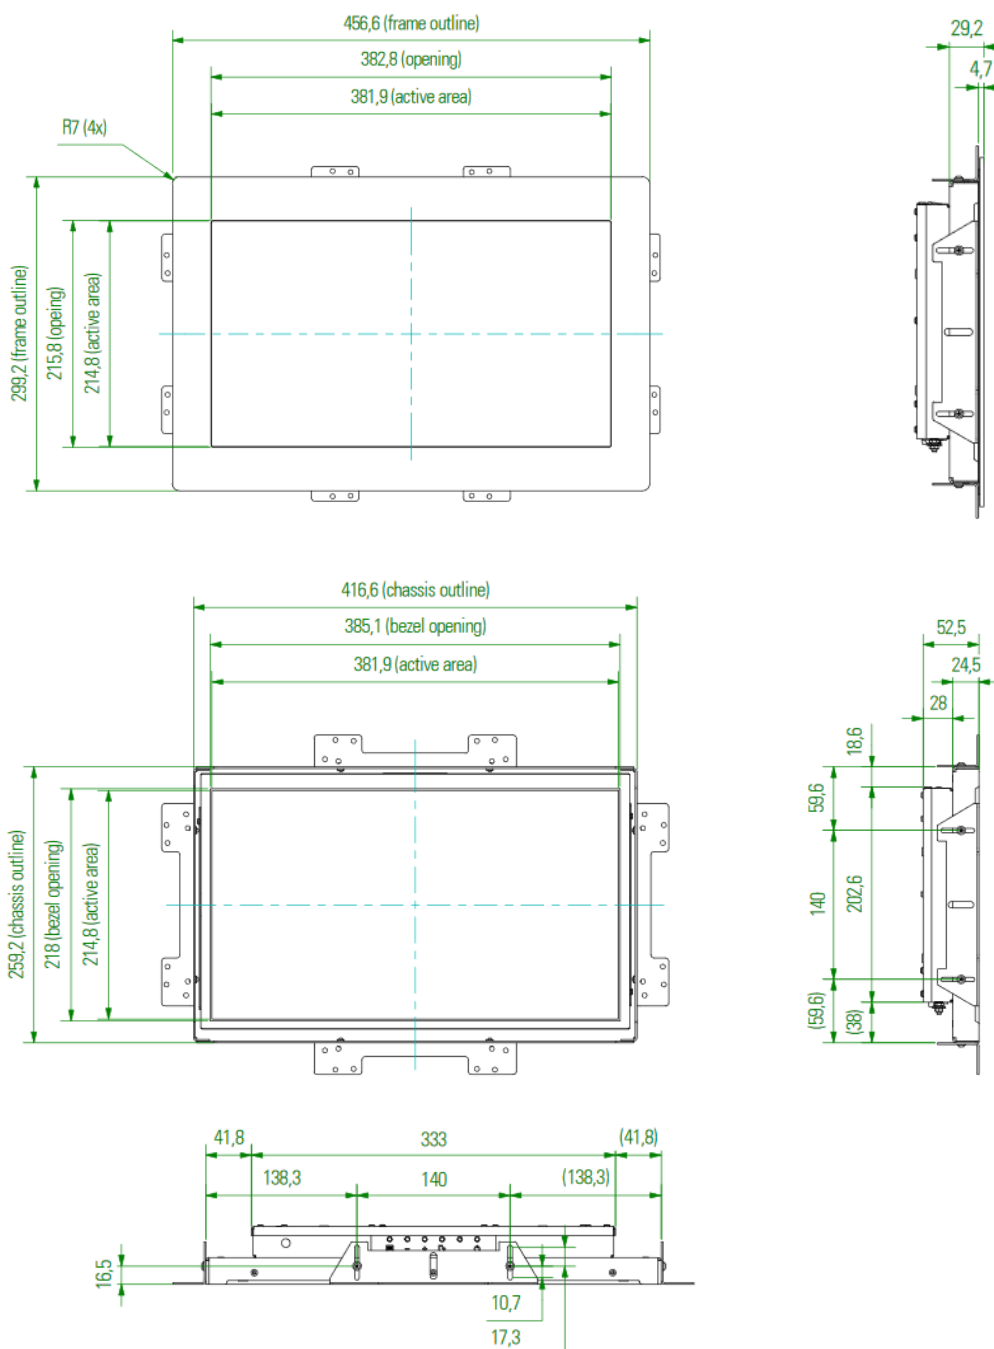 456,6 (frame outline)
382,8 (opening)
381,9 (active area)
R7 (4x)
299,2 (frame outline)
215,8 (opeing)
214,8 (active area)
29,2
4,7
416,6 (chassis outline)
385,1 (bezel opening)
381,9 (active area)
259,2 (chassis outline)
218 (bezel opening)
214,8 (active area)
52,5
24,5
28
18,6
59,6
140
202,6
(59,6)
(38)
41,8
333
(41,8)
138,3
140
(138,3)
16,5
10,7
17,3